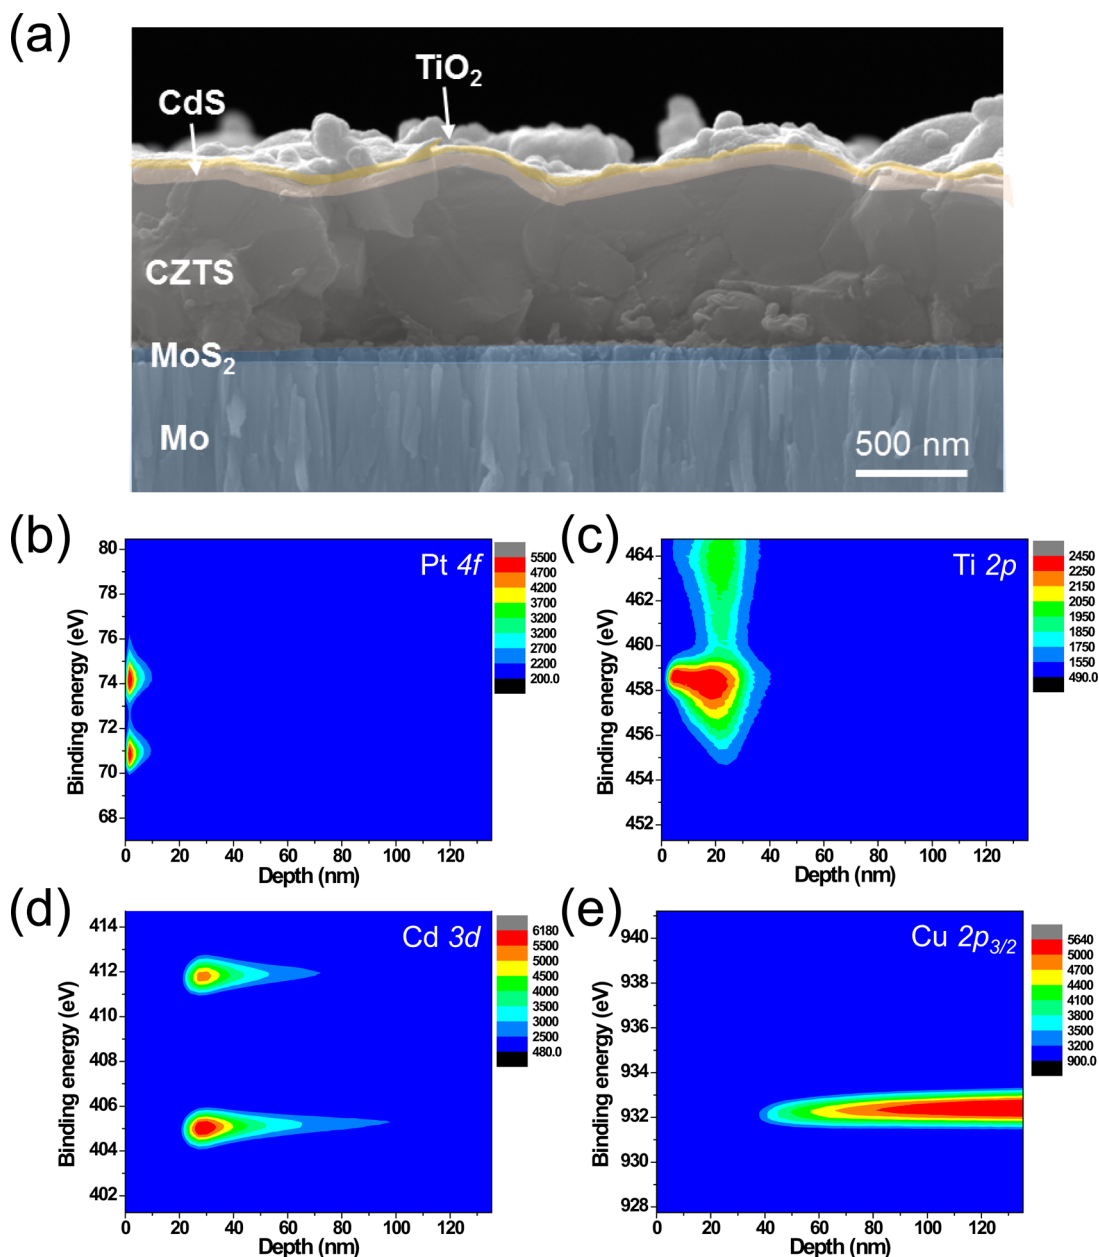 (a)
TiO2
CdS
CZTS
MoS2
Mo
500 nm
(b)
Pt 4f
Binding energy (eV)
80
78
76
74
72
70
68
0 20 40 60 80 100 120
Depth (nm)
5500
4700
4200
3700
3200
2700
2200
200.0
(c)
Ti 2p
Binding energy (eV)
464
462
460
458
456
454
452
0 20 40 60 80 100 120
Depth (nm)
2450
2250
2150
2050
1950
1850
1750
1550
490.0
(d)
Cd 3d
Binding energy (eV)
414
412
410
408
406
404
402
0 20 40 60 80 100 120
Depth (nm)
6180
5500
5000
4500
4000
3500
3000
2500
480.0
(e)
Cu 2p3/2
Binding energy (eV)
940
938
935
933
932
930
928
0 20 40 60 80 100 120
Depth (nm)
5640
5000
4700
4400
4100
3800
3500
3200
900.0